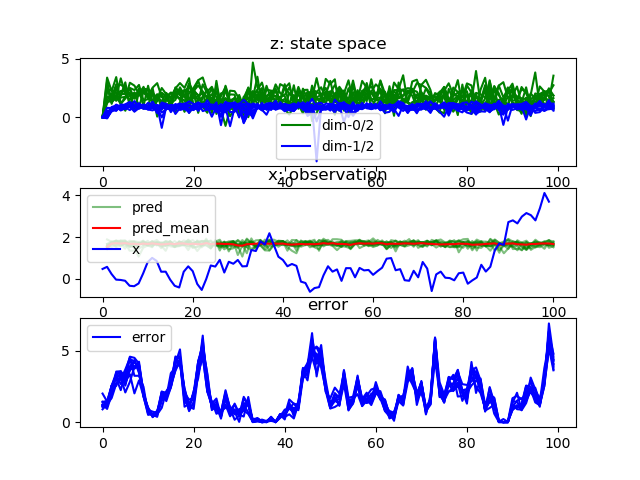 z: state space
5
0
dim-0/2
dim-1/2
0 20 40 60 80 100
x: observation
4
2
0
pred
pred_mean
x
0 20 40 60 80 100
error
5
0
error
0 20 40 60 80 100